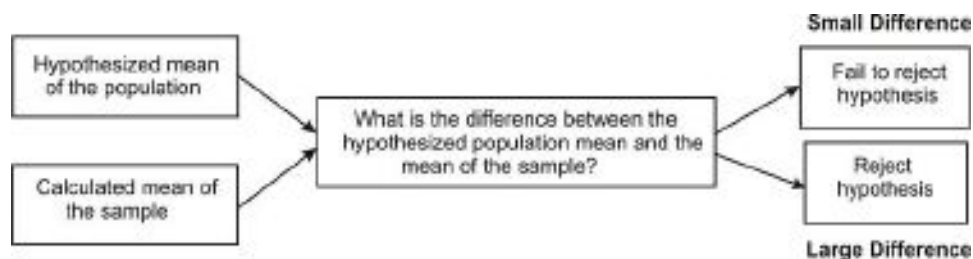 Small Difference
Hypothesized mean
of the population
Fail to reject
hypothesis
What is the difference between the
hypothesized population mean and the
mean of the sample?
Calculated mean of
the sample
Reject
hypothesis
Large Difference